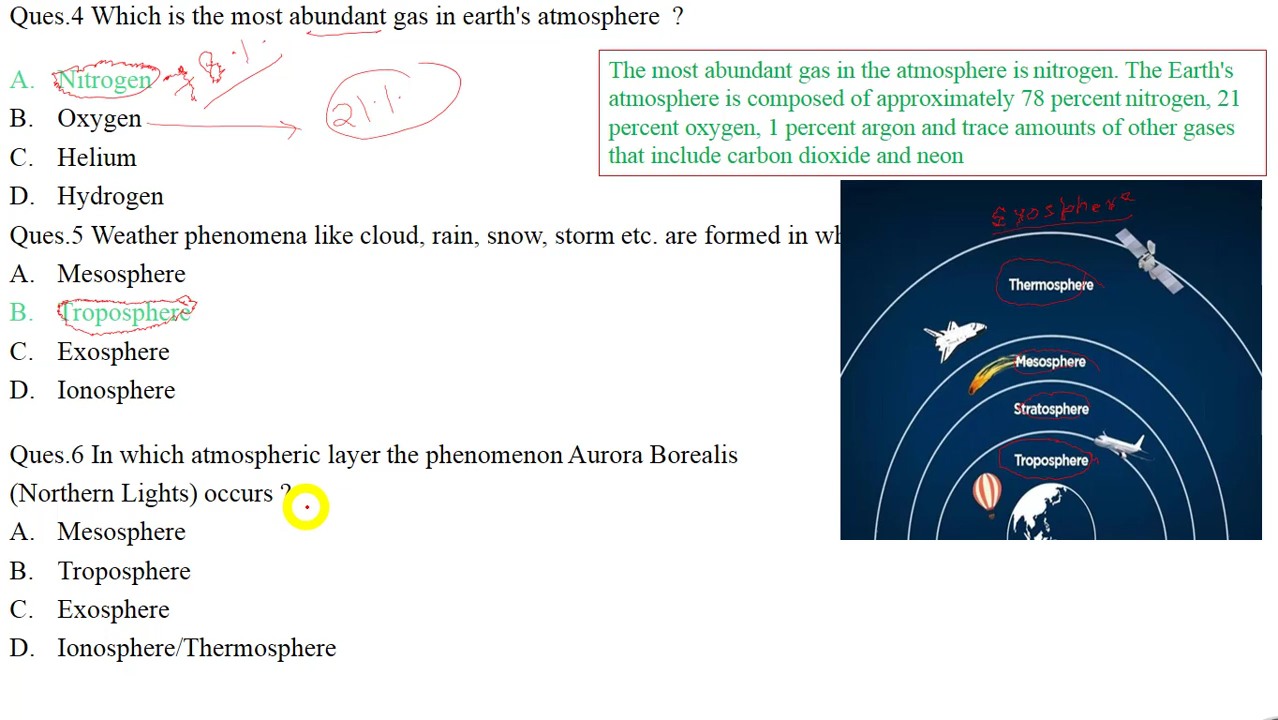 Ques.4 Which is the most abundant gas in earth's atmosphere ?
A. Nitrogen 78%
B. Oxygen 21%
C. Helium
D. Hydrogen
The most abundant gas in the atmosphere is nitrogen. The Earth's
atmosphere is composed of approximately 78 percent nitrogen, 21
percent oxygen, 1 percent argon and trace amounts of other gases
that include carbon dioxide and neon
Ques.5 Weather phenomena like cloud, rain, snow, storm etc. are formed in
A. Mesosphere
B. Troposphere
C. Exosphere
D. Ionosphere
Exosphere
Thermosphere
Mesosphere
Stratosphere
Troposphere
Ques.6 In which atmospheric layer the phenomenon Aurora Borealis
(Northern Lights) occurs ?
A. Mesosphere
B. Troposphere
C. Exosphere
D. Ionosphere/Thermosphere